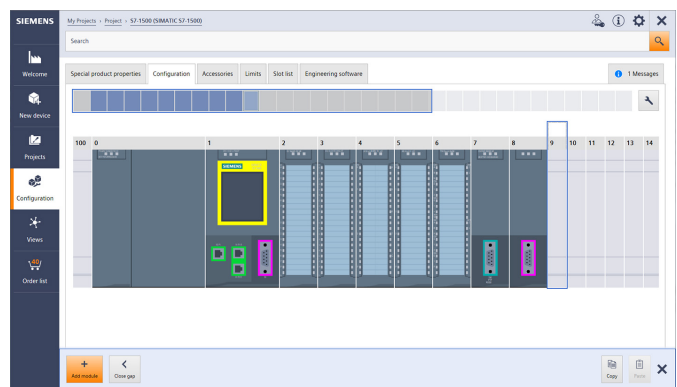 SIEMENS
My Projects › Project › S7-1500 (SIMATIC S7-1500)
Search
Welcome
New device
Projects
Configuration
Views
40
Order list
Special product properties Configuration Accessories Limits Slot list Engineering software
1 Messages
100 0 1 2 3 4 5 6 7 8 9 10 11 12 13 14
SIEMENS
Add module
Close gap
Copy
Paste